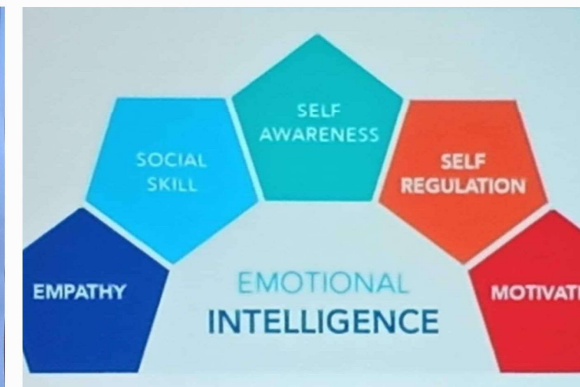 SELF
AWARENESS
SOCIAL
SKILL
SELF
REGULATION
EMPATHY
MOTIVATI
EMOTIONAL
INTELLIGENCE